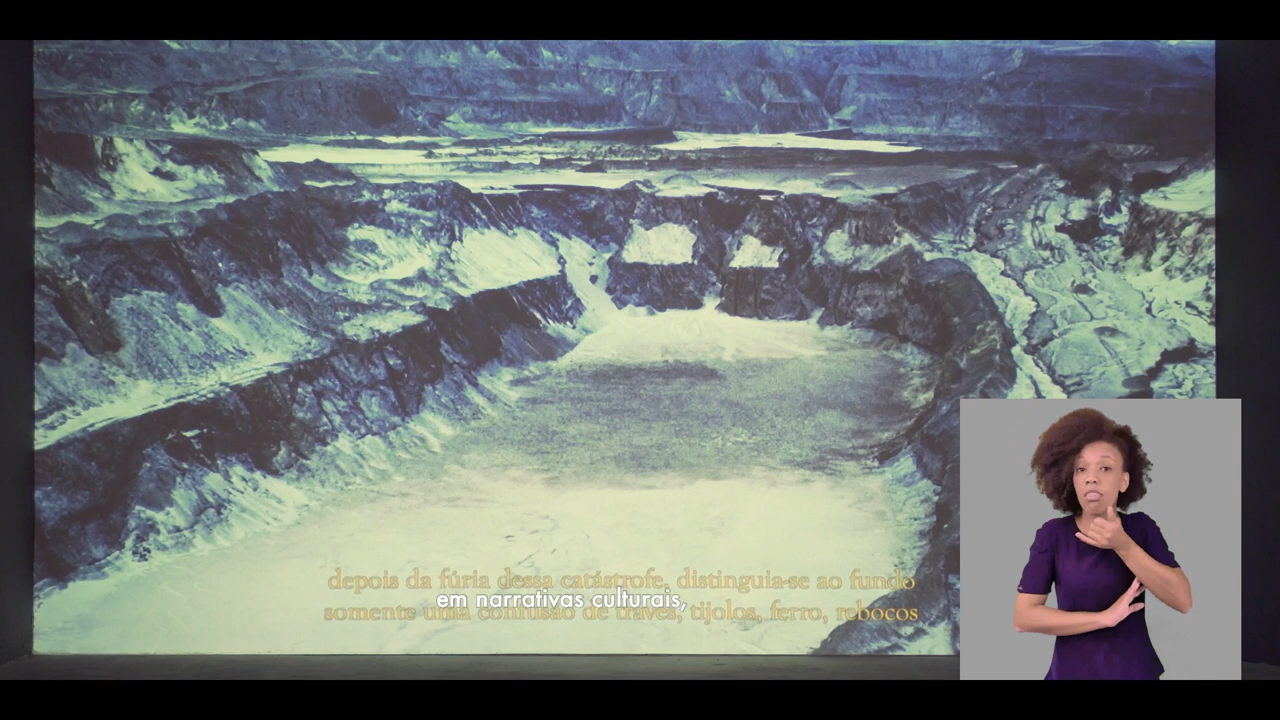 depois da fúria dessa catástrofe, distinguia-se ao fundo
em narrativas culturais,
somente uma confusão de traves, tijolos, ferro, rebocos